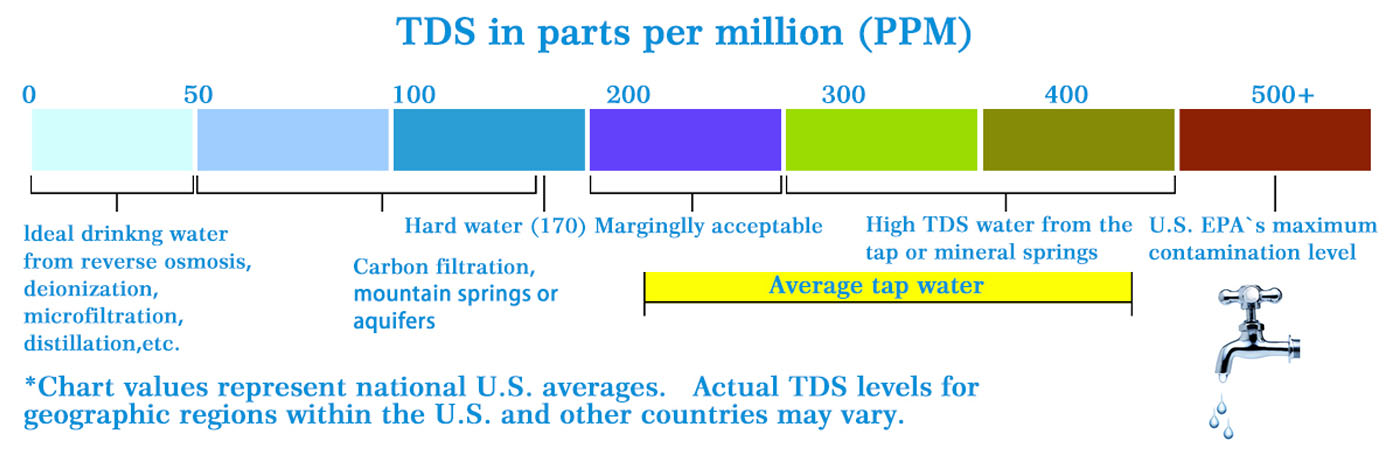 TDS in parts per million (PPM)
0 50 100 200 300 400 500+
Ideal drinkng water
from reverse osmosis,
deionization,
microfiltration,
distillation,etc.
Hard water (170)
Carbon filtration,
mountain springs or
aquifers
Marginglly acceptable
High TDS water from the
tap or mineral springs
U.S. EPA`s maximum
contamination level
Average tap water
*Chart values represent national U.S. averages. Actual TDS levels for
geographic regions within the U.S. and other countries may vary.